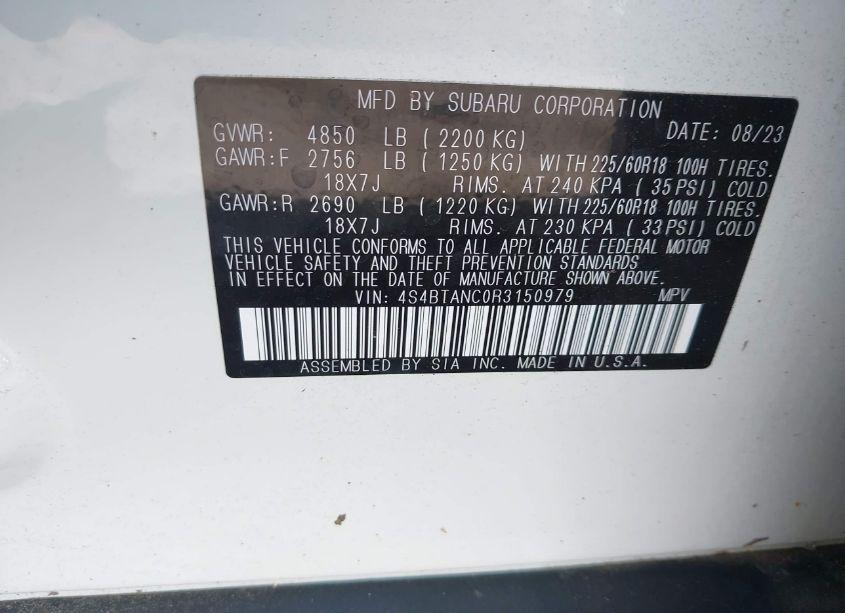 MFD BY SUBARU CORPORATION
DATE: 08/23
GVWR: 4850 LB ( 2200 KG)
GAWR:F 2756 LB ( 1250 KG) WITH 225/60R18 100H TIRES.
18X7J RIMS. AT 240 KPA ( 35 PSI) COLD
GAWR:R 2690 LB ( 1220 KG) WITH 225/60R18 100H TIRES.
18X7J RIMS. AT 230 KPA ( 33 PSI) COLD
THIS VEHICLE CONFORMS TO ALL APPLICABLE FEDERAL MOTOR
VEHICLE SAFETY AND THEFT PREVENTION STANDARDS
IN EFFECT ON THE DATE OF MANUFACTURE SHOWN ABOVE.
VIN: 4S4BTANC0R3150979 MPV
ASSEMBLED BY SIA INC. MADE IN U.S.A.